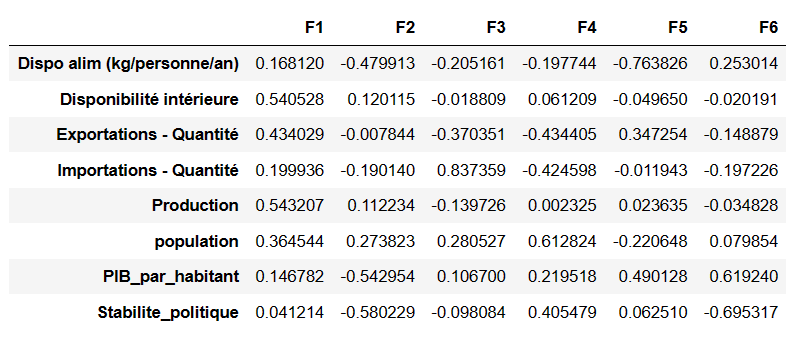 F1 F2 F3 F4 F5 F6
Dispo alim (kg/personne/an) 0.168120 -0.479913 -0.205161 -0.197744 -0.763826 0.253014
Disponibilité intérieure 0.540528 0.120115 -0.018809 0.061209 -0.049650 -0.020191
Exportations - Quantité 0.434029 -0.007844 -0.370351 -0.434405 0.347254 -0.148879
Importations - Quantité 0.199936 -0.190140 0.837359 -0.424598 -0.011943 -0.197226
Production 0.543207 0.112234 -0.139726 0.002325 0.023635 -0.034828
population 0.364544 0.273823 0.280527 0.612824 -0.220648 0.079854
PIB_par_habitant 0.146782 -0.542954 0.106700 0.219518 0.490128 0.619240
Stabilite_politique 0.041214 -0.580229 -0.098084 0.405479 0.062510 -0.695317